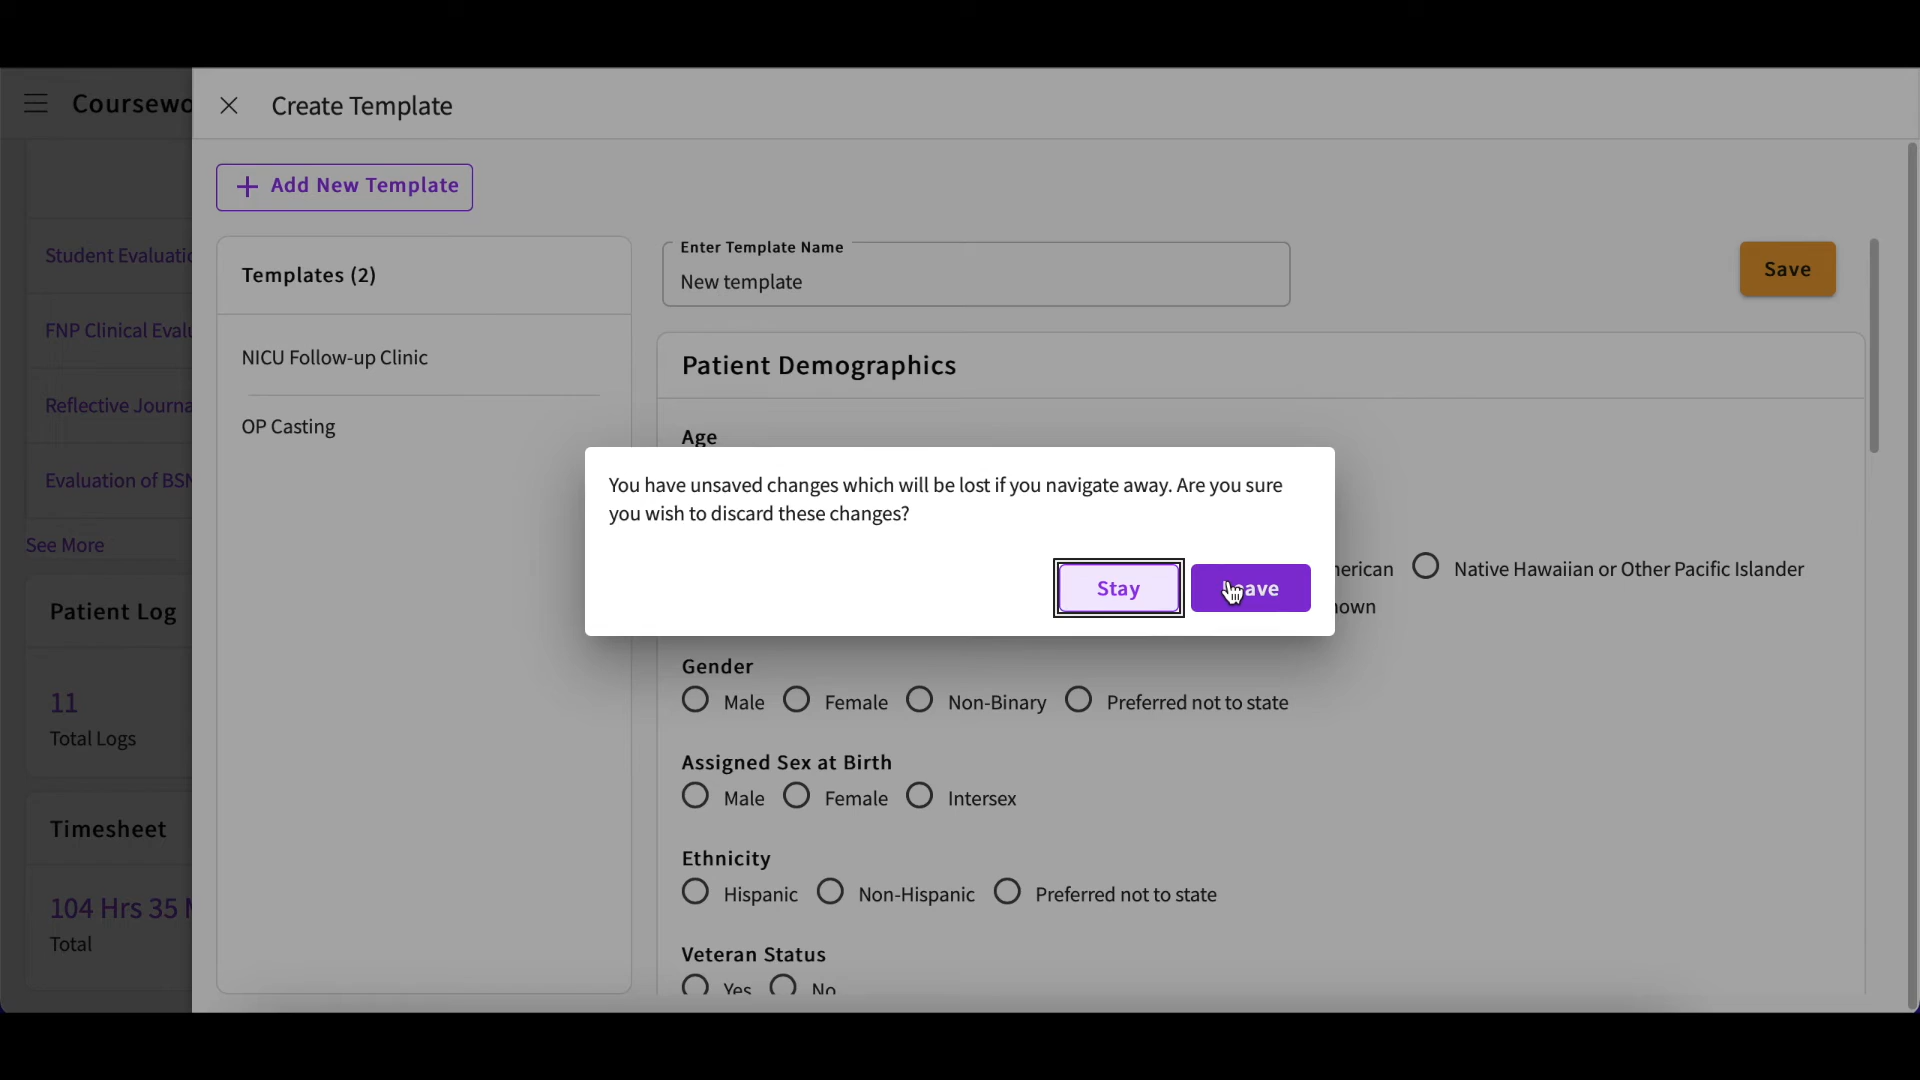 Coursewo
Create Template
Add New Template
Student Evaluatio
FNP Clinical Evalu
Reflective Journa
Evaluation of BSN
See More
Patient Log
11
Total Logs
Timesheet
104 Hrs 35 M
Total
Templates (2)
NICU Follow-up Clinic
OP Casting
Enter Template Name
New template
Save
Patient Demographics
Age
You have unsaved changes which will be lost if you navigate away. Are you sure
you wish to discard these changes?
Stay
Native Hawaiian or Other Pacific Islander
Gender
Male Female Non-Binary Preferred not to state
Assigned Sex at Birth
Male Female Intersex
Ethnicity
Hispanic Non-Hispanic Preferred not to state
Veteran Status
Yes No